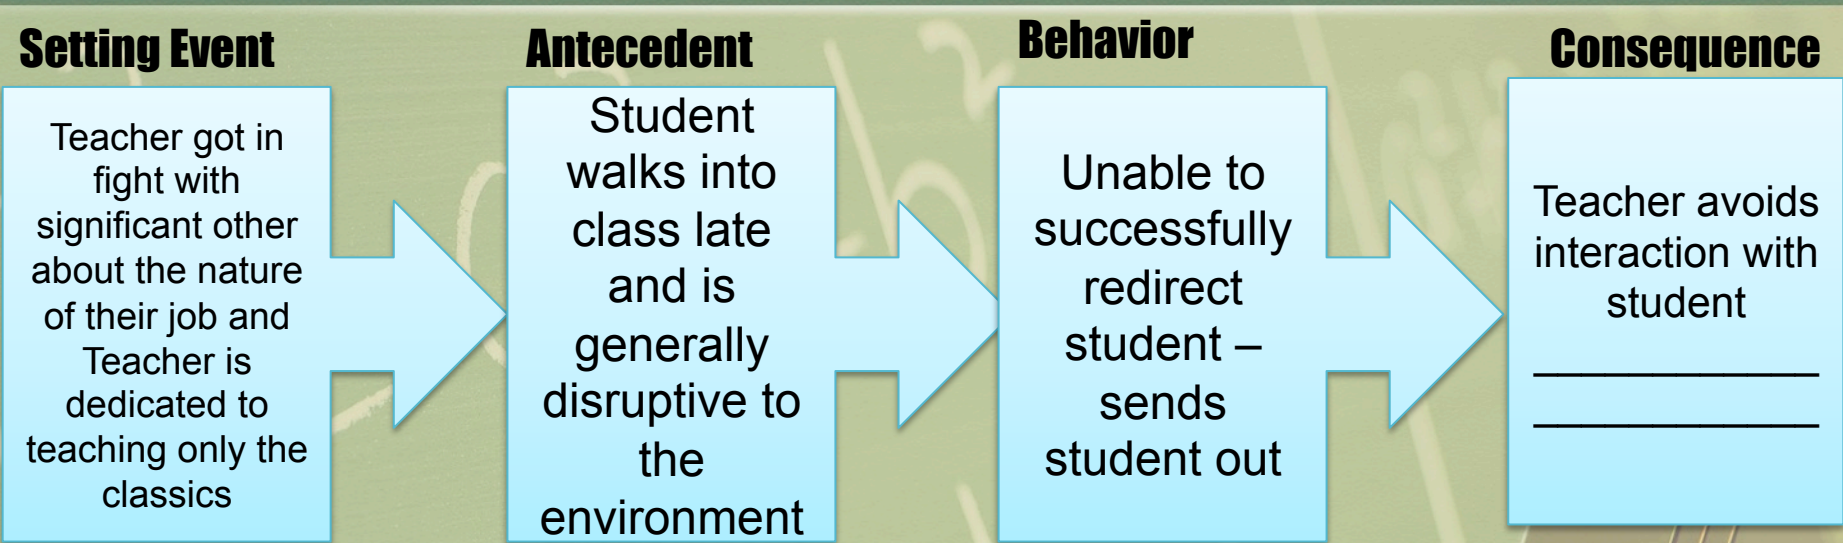 Setting Event
Teacher got in
fight with
significant other
about the nature
of their job and
Teacher is
dedicated to
teaching only the
classics
Antecedent
Student
walks into
class late
and is
generally
disruptive to
the
environment
Behavior
Unable to
successfully
redirect
student –
sends
student out
Consequence
Teacher avoids
interaction with
student
_____________
_____________